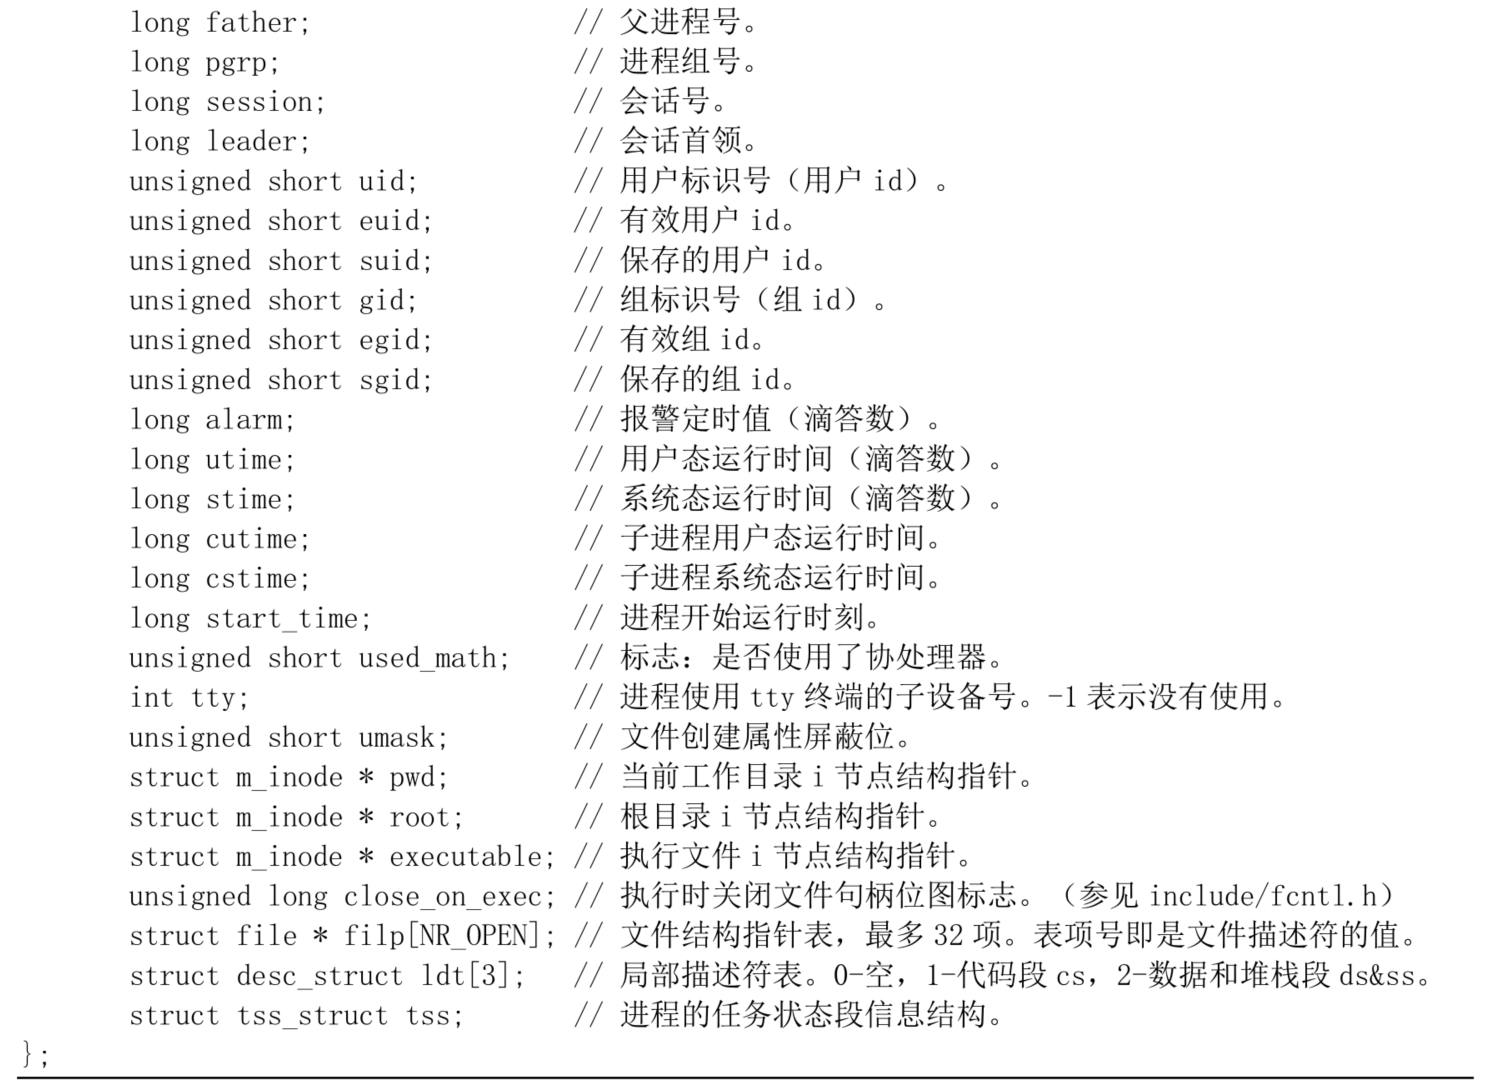 long father; // 父进程号。
long pgrp; // 进程组号。
long session; // 会话号。
long leader; // 会话首领。
unsigned short uid; // 用户标识号（用户 id）。
unsigned short euid; // 有效用户 id。
unsigned short suid; // 保存的用户 id。
unsigned short gid; // 组标识号（组 id）。
unsigned short egid; // 有效组 id。
unsigned short sgid; // 保存的组 id。
long alarm; // 报警定时值（滴答数）。
long utime; // 用户态运行时间（滴答数）。
long stime; // 系统态运行时间（滴答数）。
long cutime; // 子进程用户态运行时间。
long cstime; // 子进程系统态运行时间。
long start_time; // 进程开始运行时刻。
unsigned short used_math; // 标志：是否使用了协处理器。
int tty; // 进程使用 tty 终端的子设备号。-1 表示没有使用。
unsigned short umask; // 文件创建属性屏蔽位。
struct m_inode * pwd; // 当前工作目录 i 节点结构指针。
struct m_inode * root; // 根目录 i 节点结构指针。
struct m_inode * executable; // 执行文件 i 节点结构指针。
unsigned long close_on_exec; // 执行时关闭文件句柄位图标志。（参见 include/fcntl.h）
struct file * filp[NR_OPEN]; // 文件结构指针表，最多 32 项。表项号即是文件描述符的值。
struct desc_struct ldt[3]; // 局部描述符表。0-空，1-代码段 cs，2-数据和堆栈段 ds&ss。
struct tss_struct tss; // 进程的任务状态段信息结构。
};